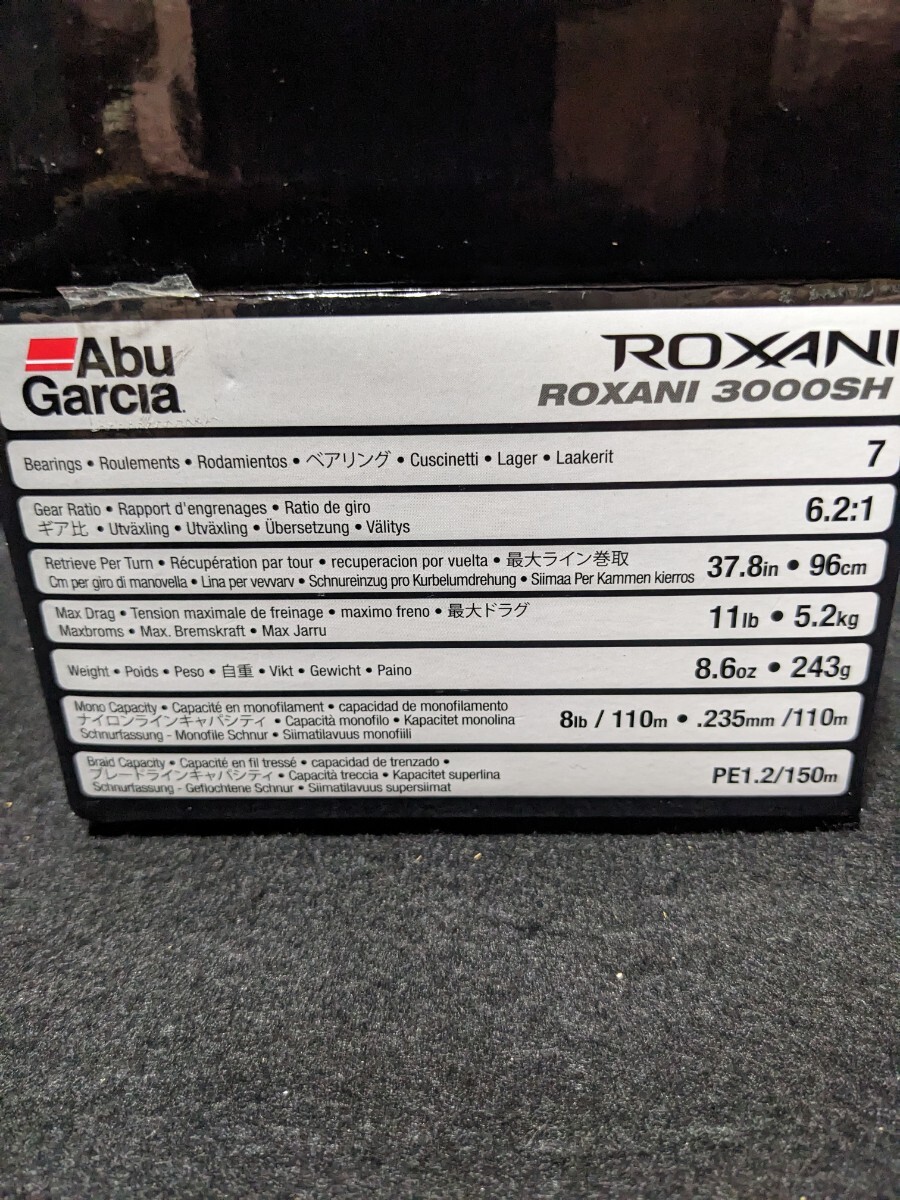 Abu
Garcia
ROXANI
ROXANI 3000SH
Bearings • Roulements • Rodamientos • ベアリング • Cuscinetti • Lager • Laakerit
7
Gear Ratio • Rapport d'engrenages • Ratio de giro
ギア比 • Utväxling • Utväxling • Übersetzung • Välitys
6.2:1
Retrieve Per Turn • Récupération par tour • recuperacion por vuelta • 最大ライン巻取
Cm per giro di manovella • Lina per vevvarv • Schnureinzug pro Kurbelumdrehung • Siimaa Per Kammen kierros
37.8in • 96cm
Max Drag • Tension maximale de freinage • maximo freno • 最大ドラグ
Maxbroms • Max. Bremskraft • Max Jarru
11lb • 5.2kg
Weight • Poids • Peso • 自重 • Vikt • Gewicht • Paino
8.6oz • 243g
Mono Capacity • Capacité en monofilament • capacidad de monofilamento
ナイロンラインキャパシティ • Capacità monofilo • Kapacitet monolina
Schnurfassung - Monofile Schnur • Siimatilavuus monofiili
8lb / 110m • .235mm /110m
Braid Capacity • Capacité en fil tressé • capacidad de trenzado •
ブレードラインキャパシティ • Capacità treccia • Kapacitet superlina
Schnurfassung - Geflochtene Schnur • Siimatilavuus supersiimat
PE1.2/150m